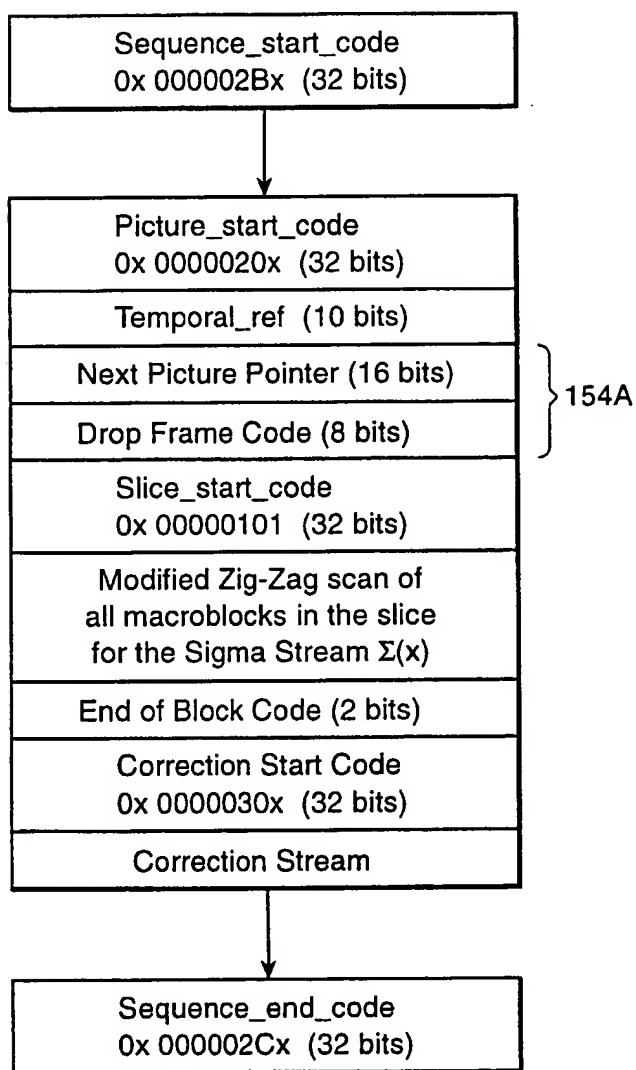 Sequence_start_code
0x 000002Bx (32 bits)
Picture_start_code
0x 0000020x (32 bits)
Temporal_ref (10 bits)
Next Picture Pointer (16 bits)
154A
Drop Frame Code (8 bits)
Slice_start_code
0x 00000101 (32 bits)
Modified Zig-Zag scan of
all macroblocks in the slice
for the Sigma Stream Σ(x)
End of Block Code (2 bits)
Correction Start Code
0x 0000030x (32 bits)
Correction Stream
Sequence_end_code
0x 000002Cx (32 bits)